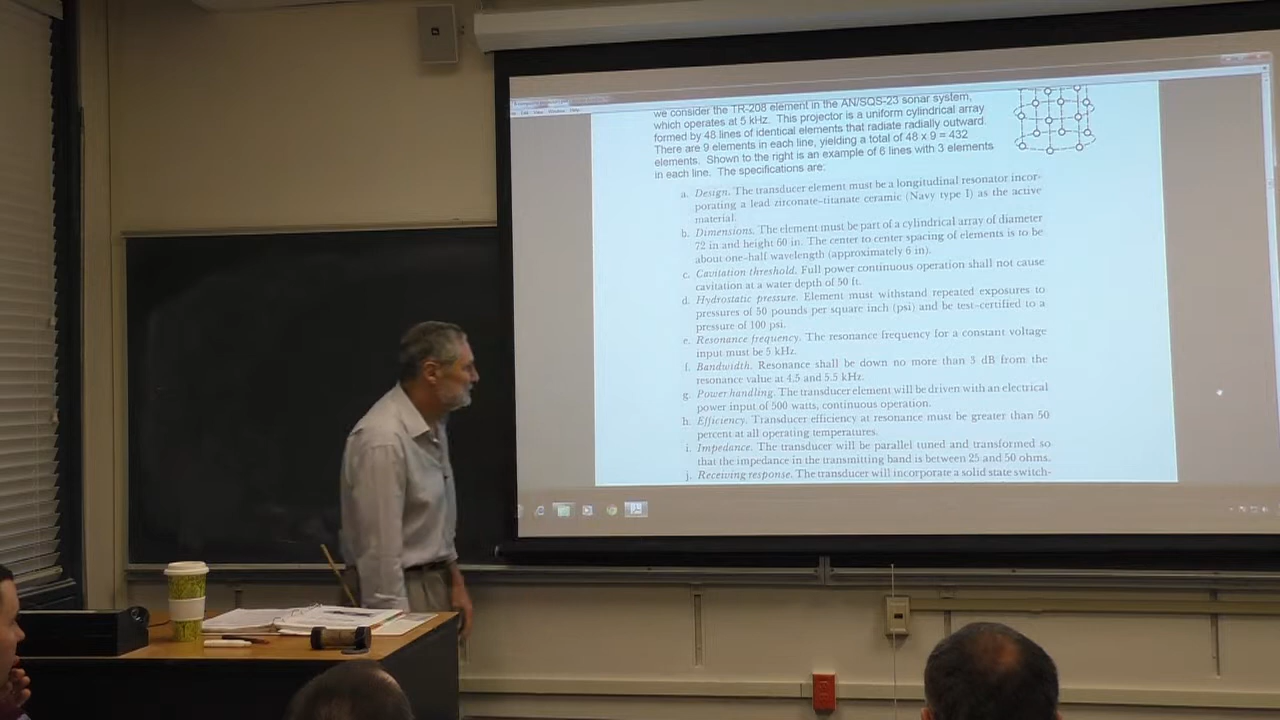 we consider the TR-208 element in the AN/SQS-23 sonar system,
which operates at 5 kHz. This projector is a uniform cylindrical array
formed by 48 lines of identical elements that radiate radially outward.
There are 9 elements in each line, yielding a total of 48 x 9 = 432
elements. Shown to the right is an example of 6 lines with 3 elements
in each line. The specifications are:
a. Design. The transducer element must be a longitudinal resonator incor-
porating a lead zirconate-titanate ceramic (Navy type I) as the active
material.
b. Dimensions. The element must be part of a cylindrical array of diameter
72 in and height 60 in. The center to center spacing of elements is to be
about one-half wavelength (approximately 6 in).
c. Cavitation threshold. Full power continuous operation shall not cause
cavitation at a water depth of 50 ft.
d. Hydrostatic pressure. Element must withstand repeated exposures to
pressures of 50 pounds per square inch (psi) and be test-certified to a
pressure of 100 psi.
e. Resonance frequency. The resonance frequency for a constant voltage
input must be 5 kHz.
f. Bandwidth. Resonance shall be down no more than 3 dB from the
resonance value at 4.5 and 5.5 kHz.
g. Power handling. The transducer element will be driven with an electrical
power input of 500 watts, continuous operation.
h. Efficiency. Transducer efficiency at resonance must be greater than 50
percent at all operating temperatures.
i. Impedance. The transducer will be parallel tuned and transformed so
that the impedance in the transmitting band is between 25 and 50 ohms.
j. Receiving response. The transducer will incorporate a solid state switch-